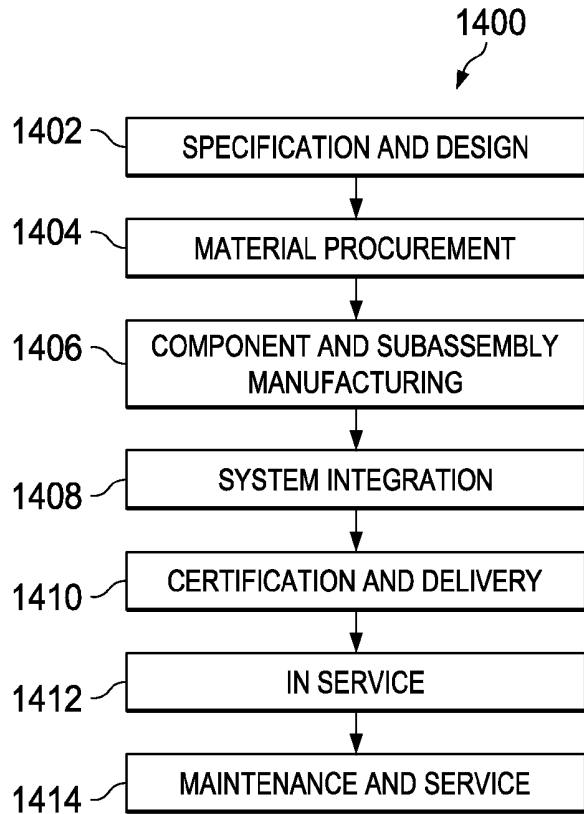 1400
1402 SPECIFICATION AND DESIGN
1404 MATERIAL PROCUREMENT
1406 COMPONENT AND SUBASSEMBLY
MANUFACTURING
1408 SYSTEM INTEGRATION
1410 CERTIFICATION AND DELIVERY
1412 IN SERVICE
1414 MAINTENANCE AND SERVICE